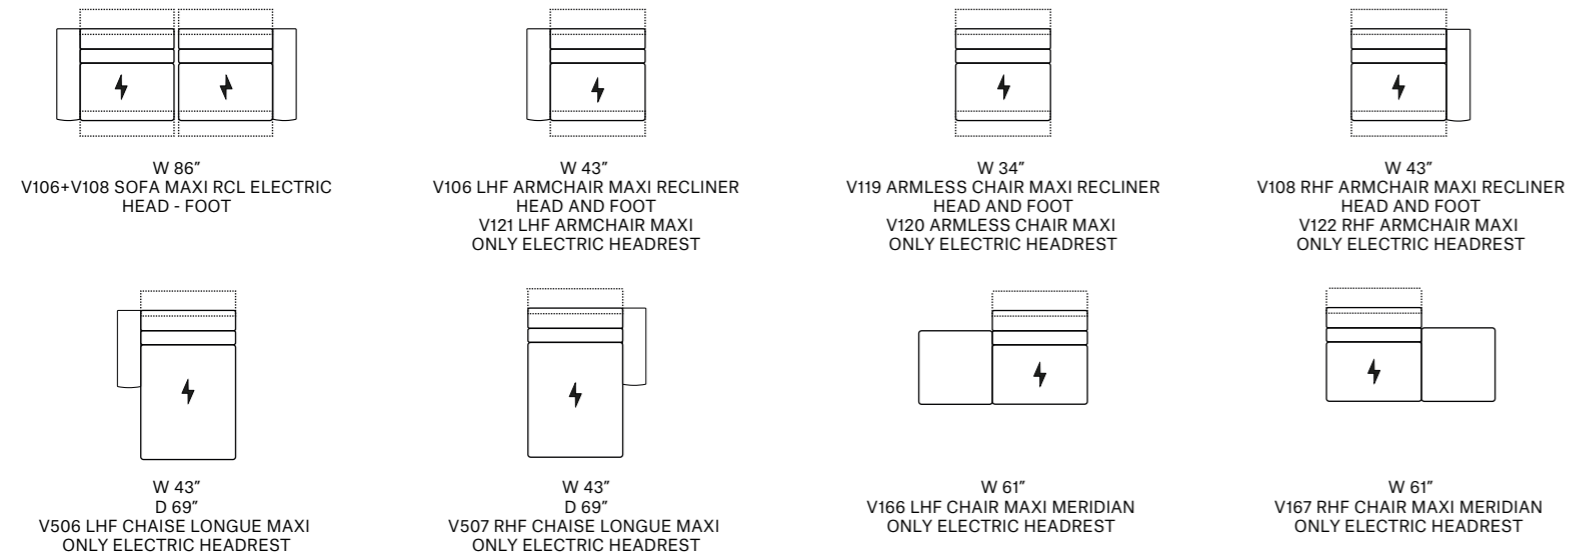 W 86″
V106+V108 SOFA MAXI RCL ELECTRIC
HEAD - FOOT
W 43″
V106 LHF ARMCHAIR MAXI RECLINER
HEAD AND FOOT
V121 LHF ARMCHAIR MAXI
ONLY ELECTRIC HEADREST
W 34″
V119 ARMLESS CHAIR MAXI RECLINER
HEAD AND FOOT
V120 ARMLESS CHAIR MAXI
ONLY ELECTRIC HEADREST
W 43″
V108 RHF ARMCHAIR MAXI RECLINER
HEAD AND FOOT
V122 RHF ARMCHAIR MAXI
ONLY ELECTRIC HEADREST
W 43″
D 69″
V506 LHF CHAISE LONGUE MAXI
ONLY ELECTRIC HEADREST
W 43″
D 69″
V507 RHF CHAISE LONGUE MAXI
ONLY ELECTRIC HEADREST
W 61″
V166 LHF CHAIR MAXI MERIDIAN
ONLY ELECTRIC HEADREST
W 61″
V167 RHF CHAIR MAXI MERIDIAN
ONLY ELECTRIC HEADREST